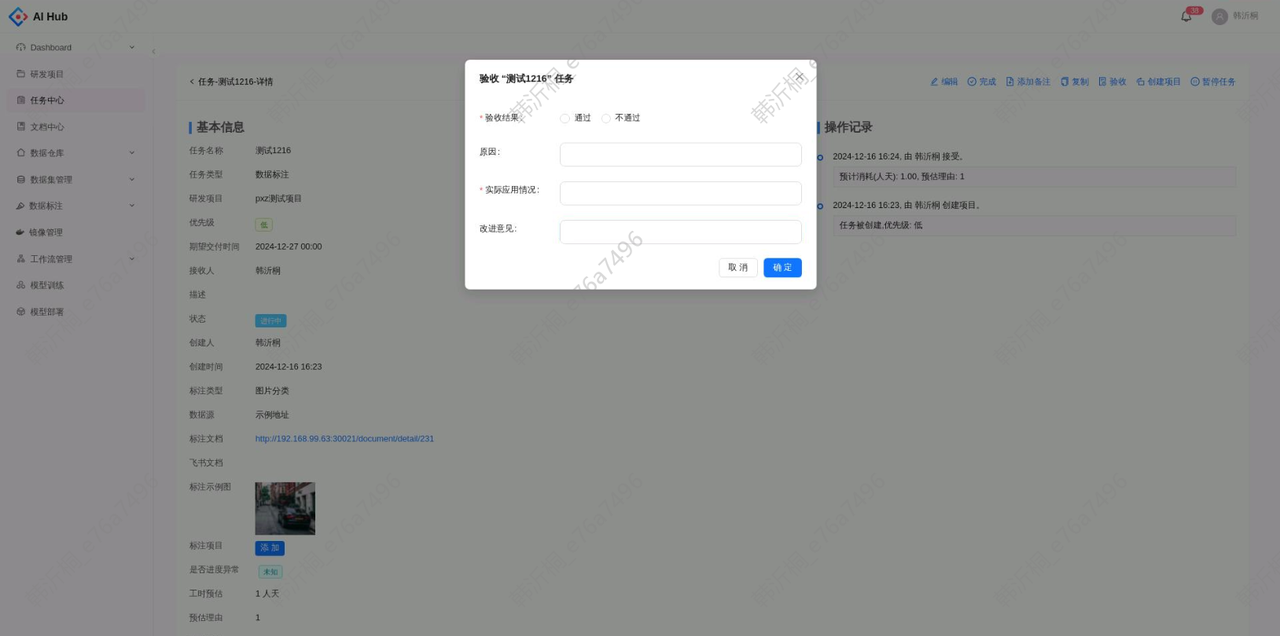 AI Hub
39
韩沂桐
Dashboard
研发项目
任务中心
文档中心
数据仓库
数据集管理
数据标注
镜像管理
工作流管理
模型训练
模型部署
任务-测试1216-详情
编辑 完成 添加备注 复制 验收 创建项目 暂停任务
基本信息
任务名称 测试1216
任务类型 数据标注
研发项目 pxz测试项目
优先级 低
期望交付时间 2024-12-27 00:00
接收人 韩沂桐
描述
状态 进行中
创建人 韩沂桐
创建时间 2024-12-16 16:23
标注类型 图片分类
数据源 示例地址
标注文档 http://192.168.99.63:30021/document/detail/231
飞书文档
标注示例图
标注项目 添 加
是否进度异常 未知
工时预估 1 人天
预估理由 1
验收 “测试1216” 任务
* 验收结果: 通过 不通过
原因:
* 实际应用情况:
改进意见:
取 消 确 定
操作记录
2024-12-16 16:24, 由 韩沂桐 接受。
预计消耗(人天): 1.00, 预估理由: 1
2024-12-16 16:23, 由 韩沂桐 创建项目。
任务被创建,优先级: 低
韩沂桐_e76a7496